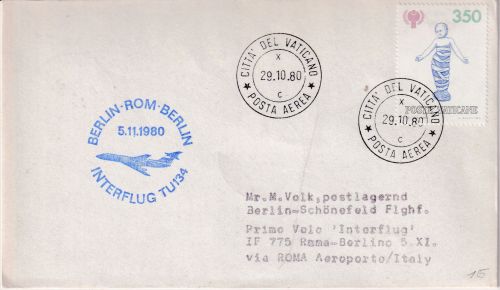 350
POSTE VATICANE
CITTA' DEL VATICANO
X
29.10.80
C
★ POSTA AEREA ★
CITTA' DEL VATICANO
X
29.10.80
C
★ POSTA AEREA ★
BERLIN-ROM-BERLIN
5.11.1980
INTERFLUG TU134
Mr.M.Volk,postlagernd
Berlin-Schönefeld Flghf.
Primo Volo 'Interflug'
IF 775 Roma-Berlino 5.XI.
via ROMA Aeroporto/Italy